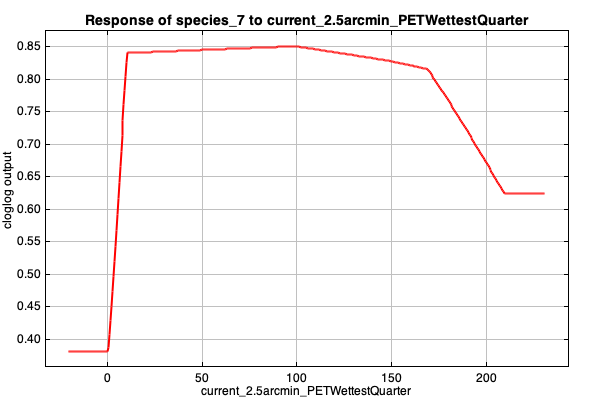 Response of species_7 to current_2.5arcmin_PETWettestQuarter
0.85
0.80
0.75
0.70
0.65
0.60
0.55
0.50
0.45
0.40
cloglog output
0 50 100 150 200
current_2.5arcmin_PETWettestQuarter